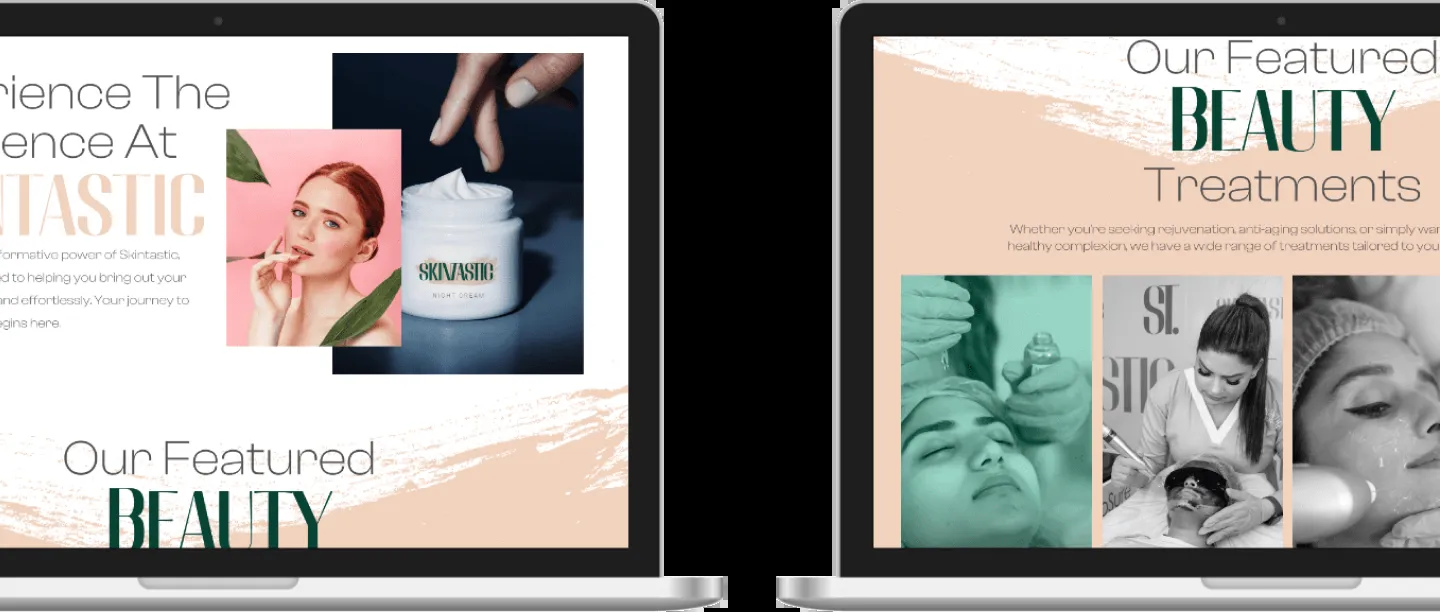 rience The
ence At
NTASTIC
formative power of Skintastic,
d to helping you bring out your
and effortlessly. Your journey to
egins here.
SKINTASTIC
NIGHT CREAM
Our Featured
BEAUTY
Our Featured
BEAUTY
Treatments
Whether you're seeking rejuvenation, anti-aging solutions, or simply wan
healthy complexion, we have a wide range of treatments tailored to you
ST.
STIC